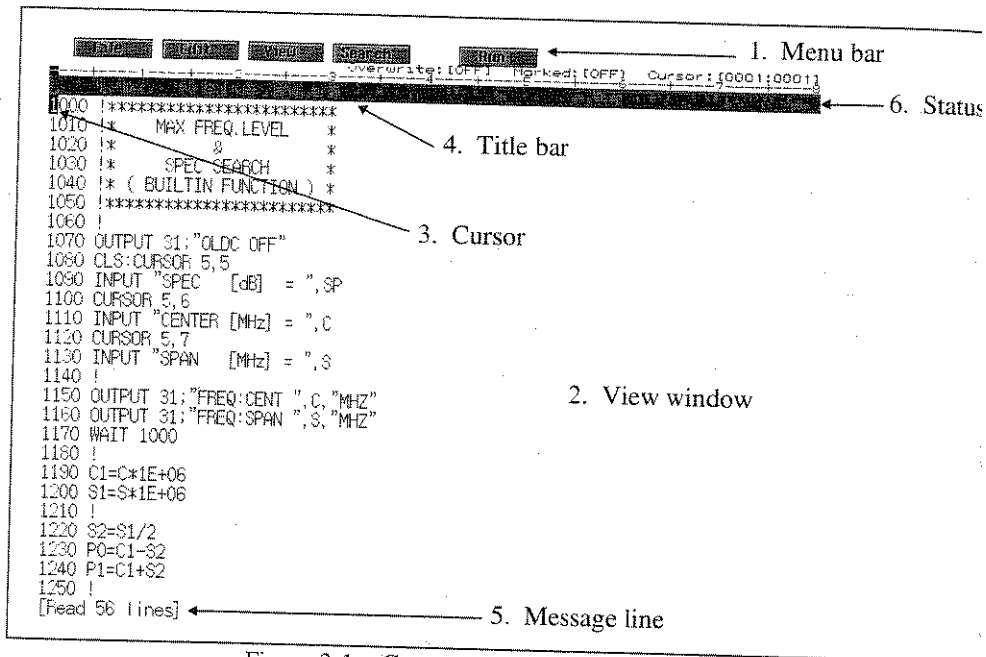 File Edit View Search Run 1. Menu bar
Overwrite:[OFF] Marked:[OFF] Cursor:[0001:0001]
6. Status
4. Title bar
1000 !***********************
1010 !* MAX FREQ.LEVEL *
1020 !* & *
1030 !* SPEC SEARCH *
1040 !* ( BUILTIN FUNCTION ) *
1050 !***********************
1060 !
3. Cursor
1070 OUTPUT 31;"OLDC OFF"
1080 CLS:CURSOR 5,5
1090 INPUT "SPEC [dB] = ",SP
1100 CURSOR 5,6
1110 INPUT "CENTER [MHz] = ",C
1120 CURSOR 5,7
1130 INPUT "SPAN [MHz] = ",S
1140 !
2. View window
1150 OUTPUT 31;"FREQ:CENT ",C,"MHZ"
1160 OUTPUT 31;"FREQ:SPAN ",S,"MHZ"
1170 WAIT 1000
1180 !
1190 C1=C*1E+06
1200 S1=S*1E+06
1210 !
1220 S2=S1/2
1230 P0=C1-S2
1240 P1=C1+S2
1250 !
[Read 56 lines] 5. Message line